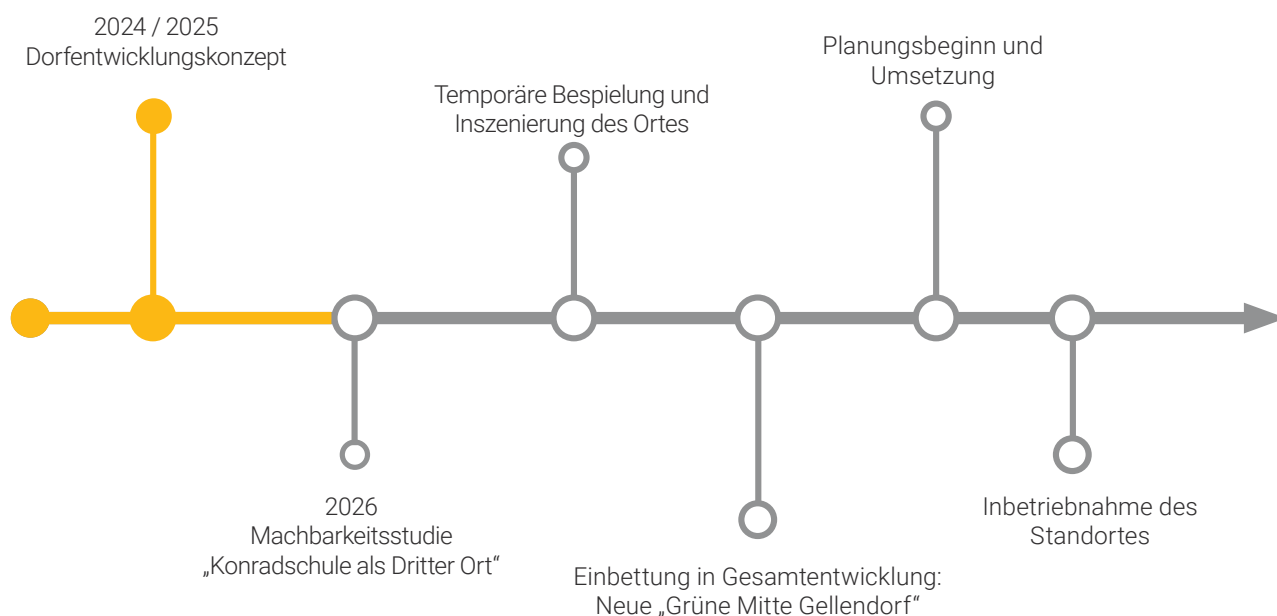 2024 / 2025
Dorfentwicklungskonzept
2026
Machbarkeitsstudie
„Konradschule als Dritter Ort“
Temporäre Bespielung und
Inszenierung des Ortes
Einbettung in Gesamtentwicklung:
Neue „Grüne Mitte Gellendorf“
Planungsbeginn und
Umsetzung
Inbetriebnahme des
Standortes